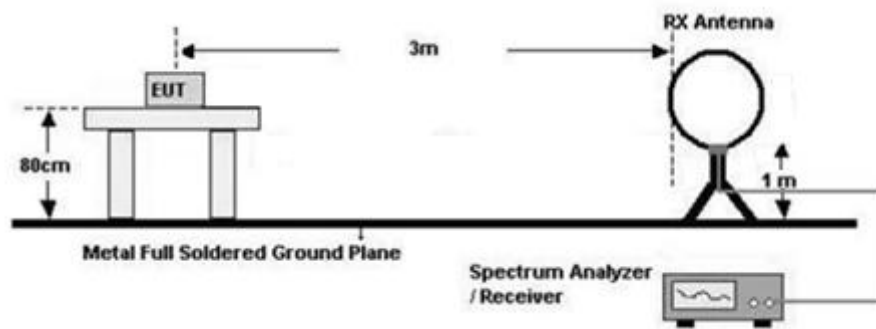 RX Antenna
3m
EUT
80cm
1 m
Metal Full Soldered Ground Plane
Spectrum Analyzer
/ Receiver